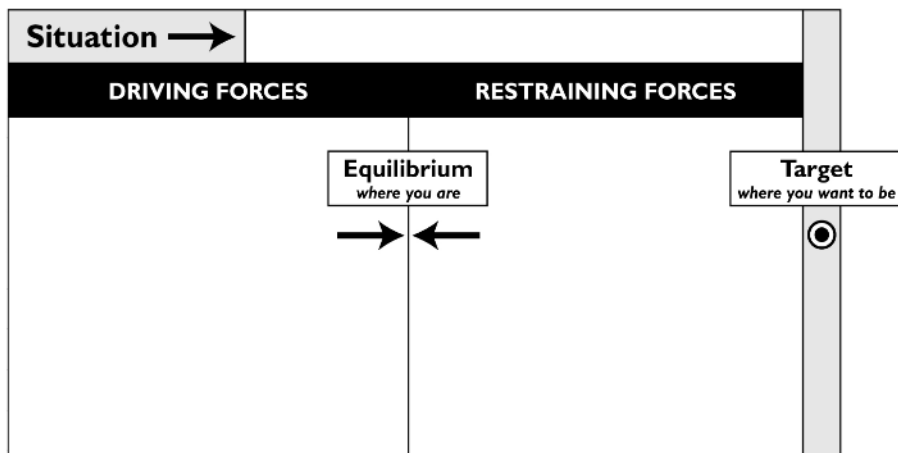 Situation
DRIVING FORCES
RESTRAINING FORCES
Equilibrium
where you are
Target
where you want to be